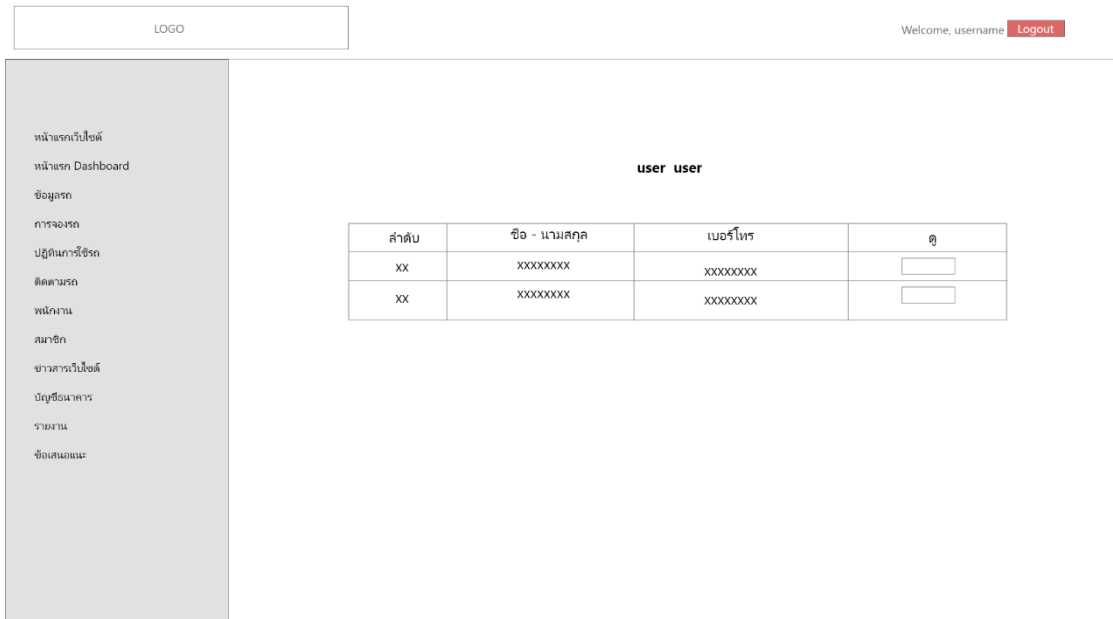 LOGO
Welcome, username Logout
หน้าแรกเว็บไซต์
หน้าแรก Dashboard
ข้อมูลรถ
การจองรถ
ปฏิทินการใช้รถ
ติดตามรถ
พนักงาน
สมาชิก
ข่าวสารเว็บไซต์
บัญชีธนาคาร
รายงาน
ข้อเสนอแนะ
user user
ลำดับ ชื่อ - นามสกุล เบอร์โทร ดู
xx xxxxxxxx xxxxxxxx
xx xxxxxxxx xxxxxxxx